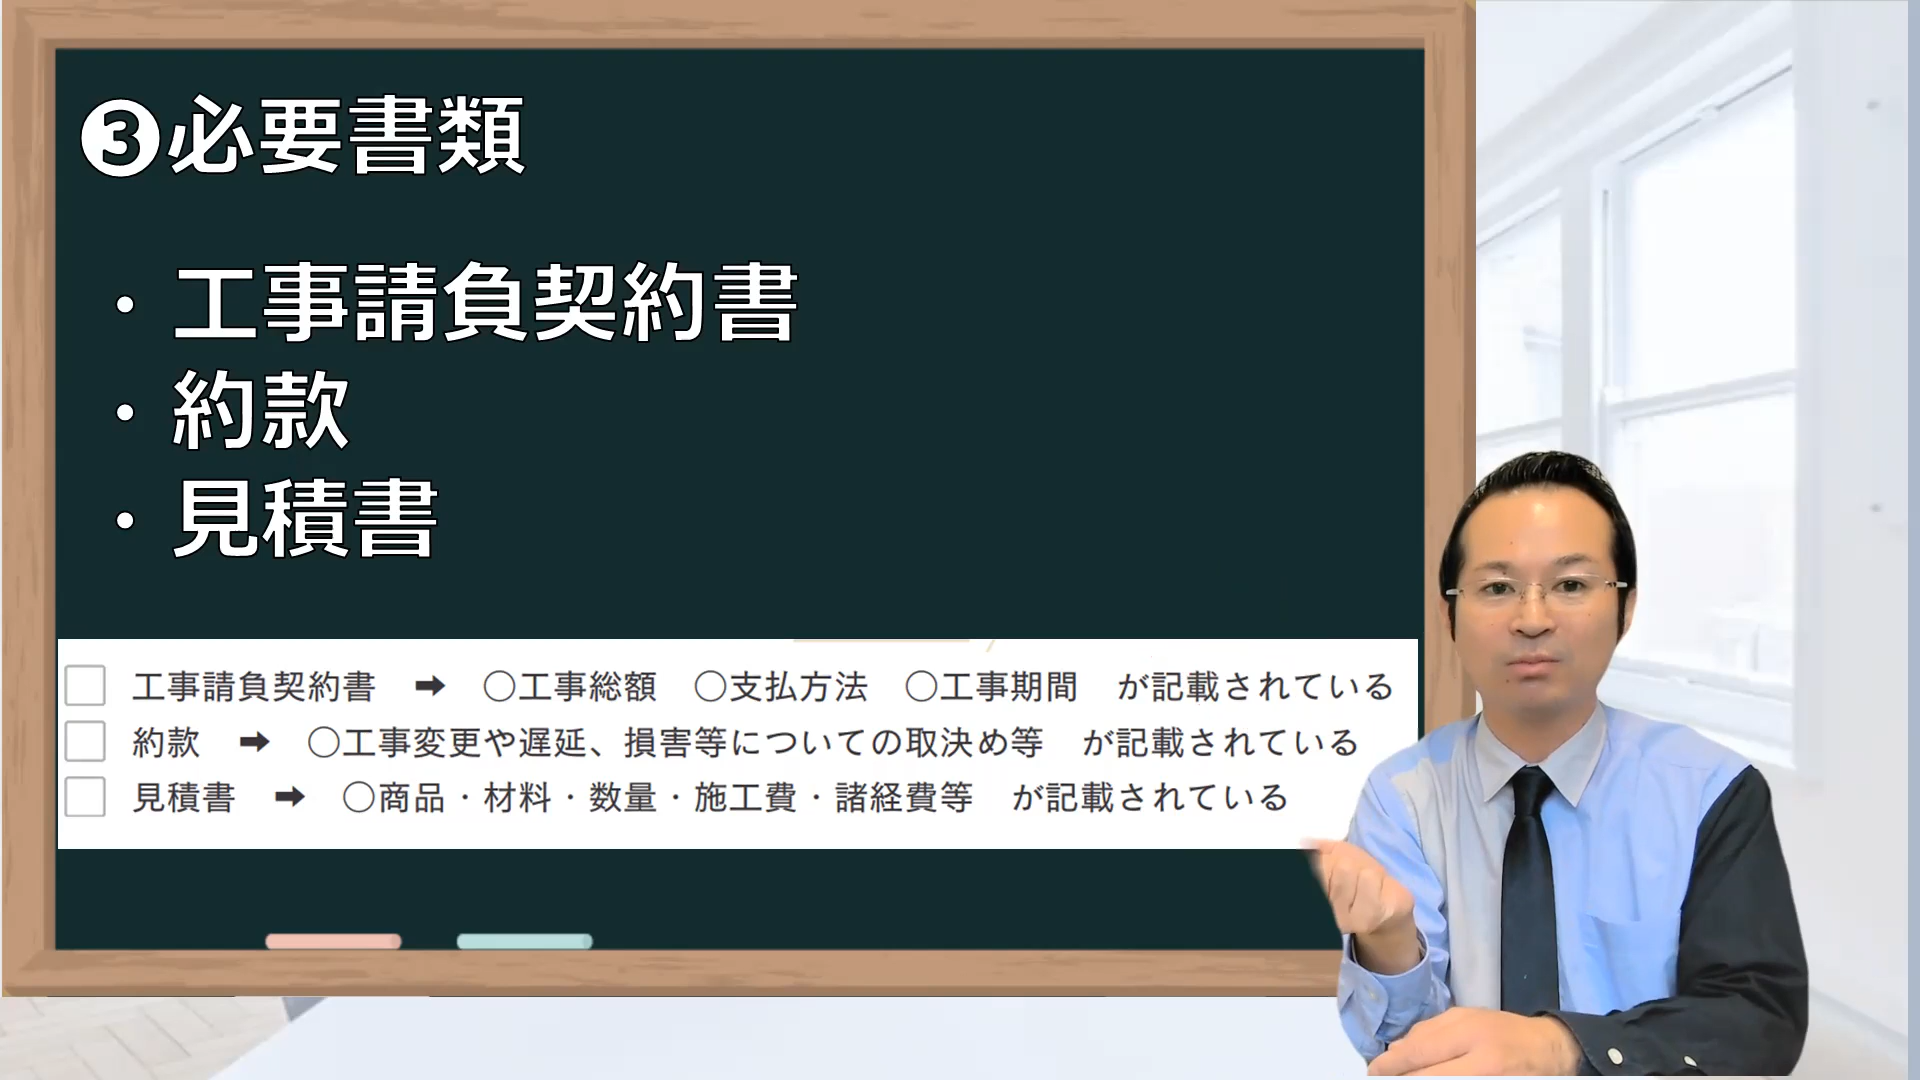 ❸必要書類
・工事請負契約書
・約款
・見積書
工事請負契約書 ➡ ○工事総額 ○支払方法 ○工事期間 が記載されている
約款 ➡ ○工事変更や遅延、損害等についての取決め等 が記載されている
見積書 ➡ ○商品・材料・数量・施工費・諸経費等 が記載されている